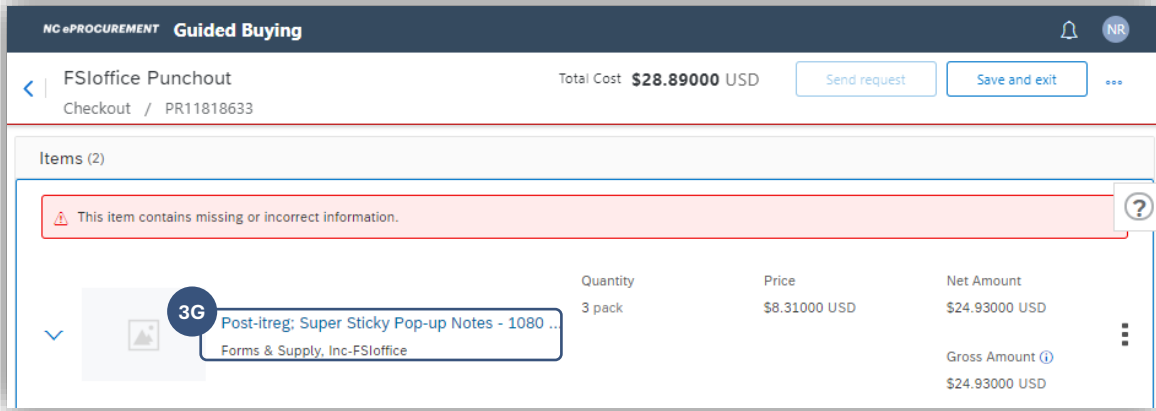 NC ePROCUREMENT Guided Buying NR
FSIoffice Punchout Total Cost $28.89000 USD Send request Save and exit
Checkout / PR11818633
Items (2)
This item contains missing or incorrect information. ?
Quantity Price Net Amount
3 pack $8.31000 USD $24.93000 USD
3G
Post-itreg; Super Sticky Pop-up Notes - 1080 ...
Forms & Supply, Inc-FSIoffice
Gross Amount
$24.93000 USD